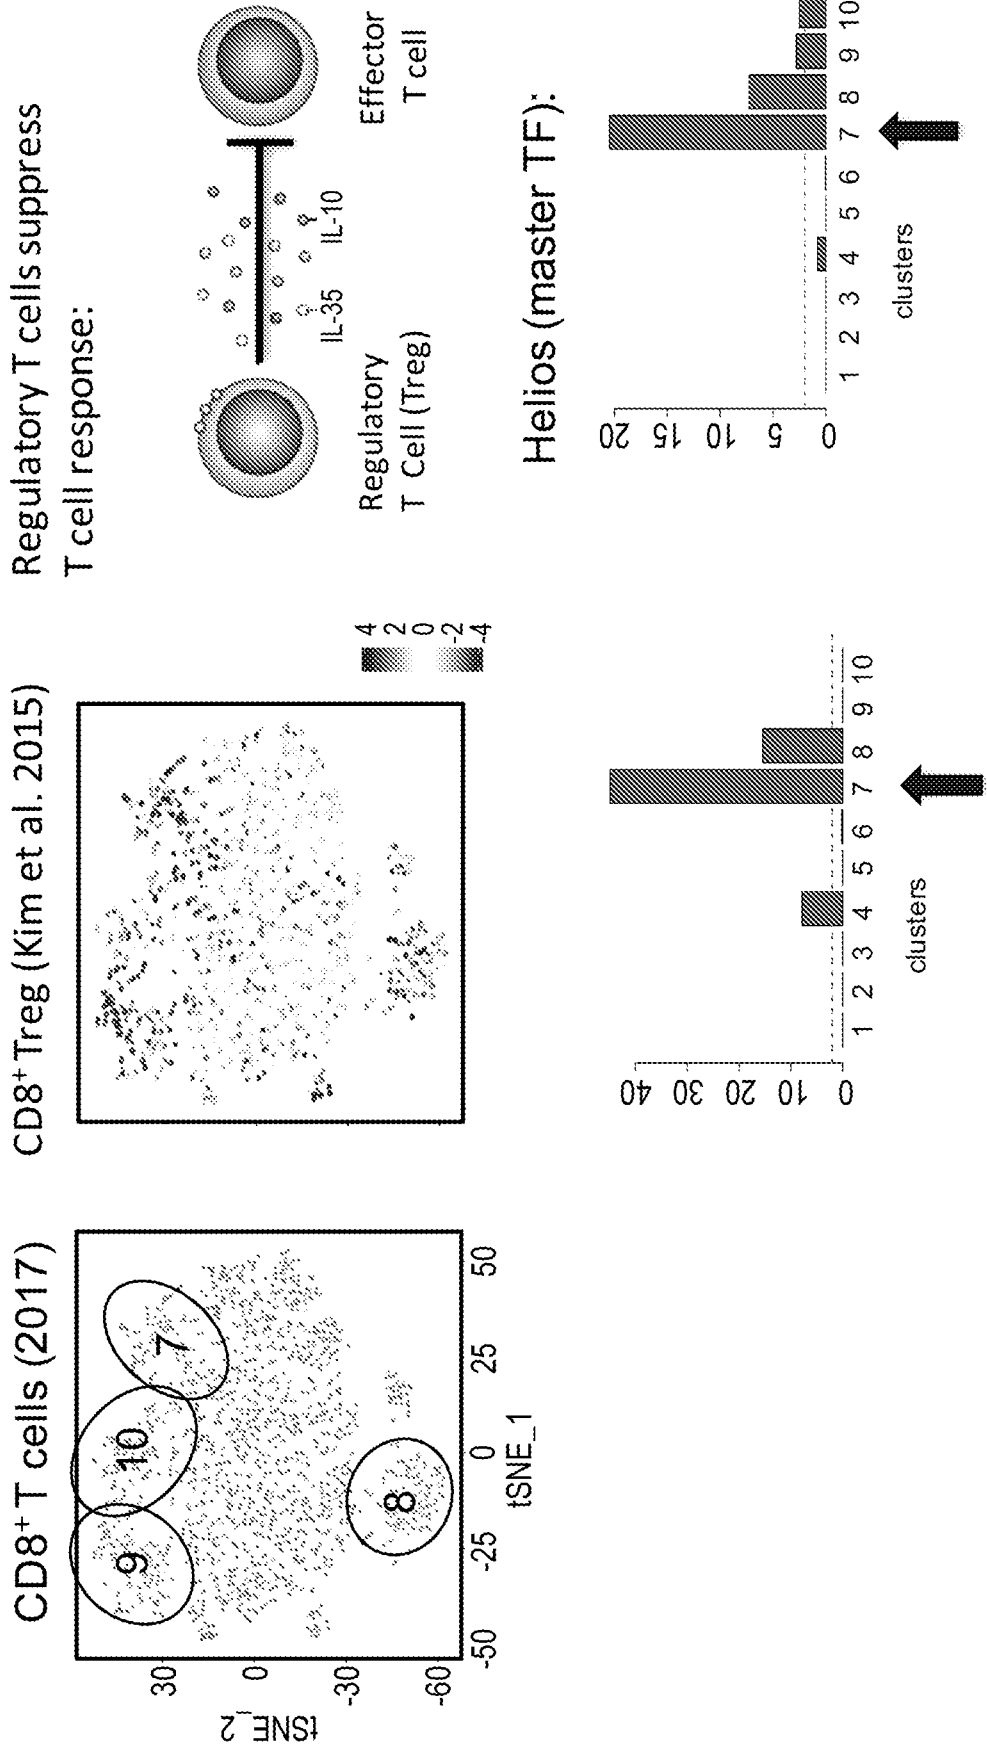 CD8⁺ T cells (2017)
9
10
7
8
tSNE_2
30
0
-30
-60
-50
-25
0
25
50
tSNE_1
CD8⁺ Treg (Kim et al. 2015)
4
2
0
-2
-4
40
30
20
10
0
1 2 3 4 5 6 7 8 9 10
clusters
Regulatory T cells suppress
T cell response:
IL-35
IL-10
Regulatory
T Cell (Treg)
Effector
T cell
Helios (master TF):
20
15
10
5
0
1 2 3 4 5 6 7 8 9 10
clusters